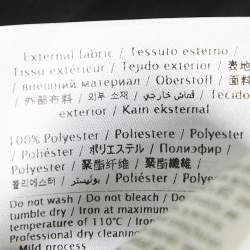 External fabric / Tessuto esterno /
Tissu extérieur / Tejido exterior / 表地
/ внешний материал / Oberstoff / 面料
/ 外部布料 / 외부 소재 / قماش خارجي / Tecido
exterior / Kain eksternal
100% Polyester / Poliestere / Polyester
/ Poliéster / ポリエステル / Полиэфир /
Polyester / 聚酯纤维 / 聚酯纖維 /
폴리에스터 / بوليستر / Poliéster / Polyester
Do not wash / Do not bleach / Do
tumble dry / Iron at maximum
temperature of 110°C /
Professional dry cleaning
Mild process